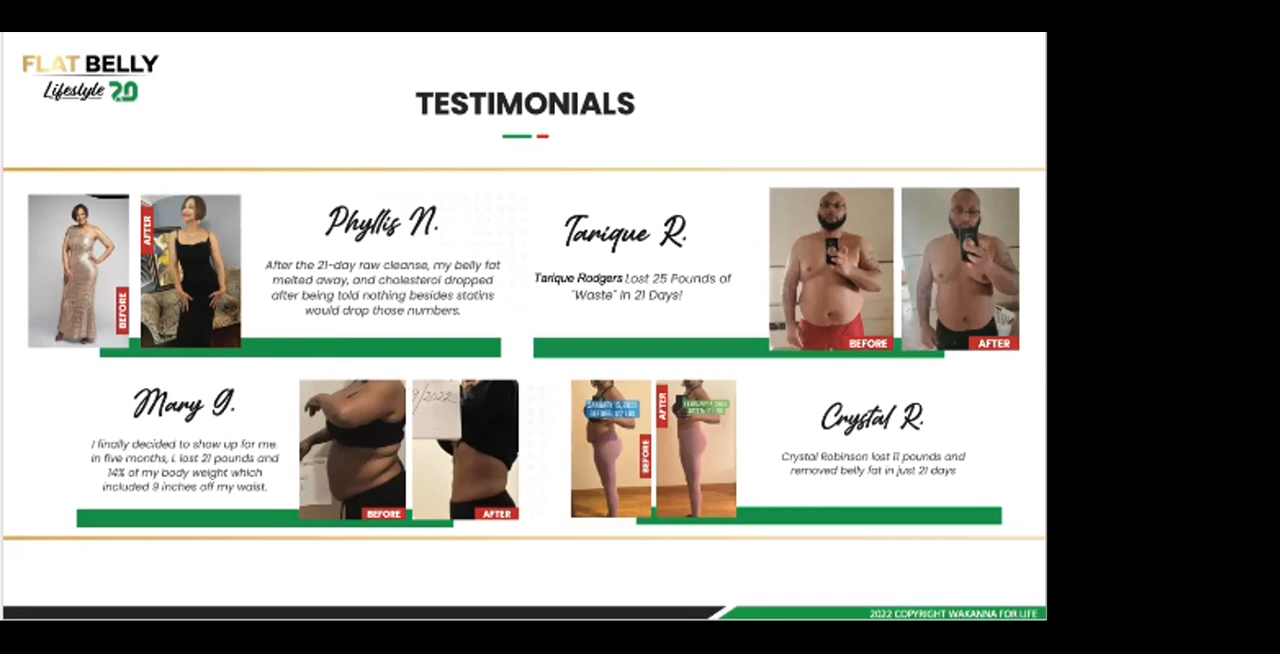 FLAT BELLY
Lifestyle 2.0
TESTIMONIALS
BEFORE
AFTER
Phyllis N.
After the 21-day raw cleanse, my belly fat
melted away, and cholesterol dropped
after being told nothing besides statins
would drop those numbers.
Tarique R.
Tarique Rodgers Lost 25 Pounds of
"Waste" In 21 Days!
BEFORE
AFTER
Mary G.
I finally decided to show up for me.
In five months, I, lost 21 pounds and
14% of my body weight which
included 9 inches off my waist.
BEFORE
/2022
AFTER
BEFORE
AFTER
Crystal R.
Crystal Robinson lost 11 pounds and
removed belly fat in just 21 days
2022 COPYRIGHT WAKANNA FOR LIFE